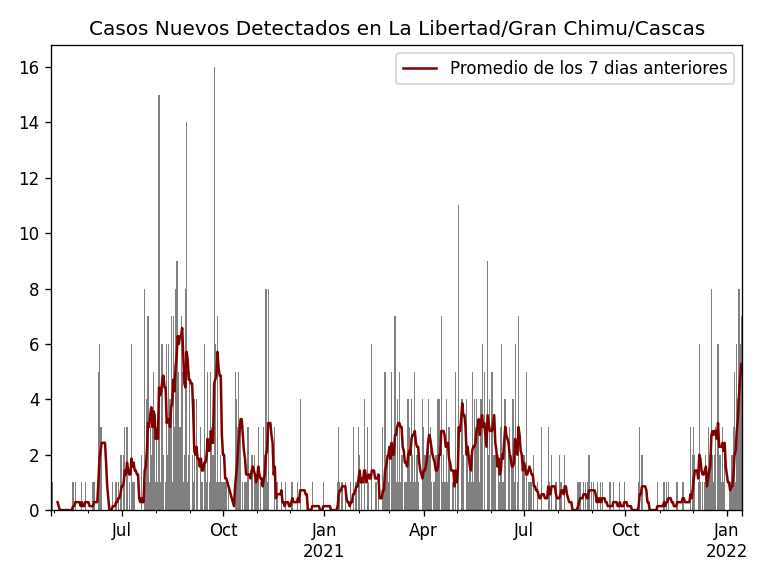 Casos Nuevos Detectados en La Libertad/Gran Chimu/Cascas
Promedio de los 7 dias anteriores
16
14
12
10
8
6
4
2
0
Jul
Oct
Jan
2021
Apr
Jul
Oct
Jan
2022